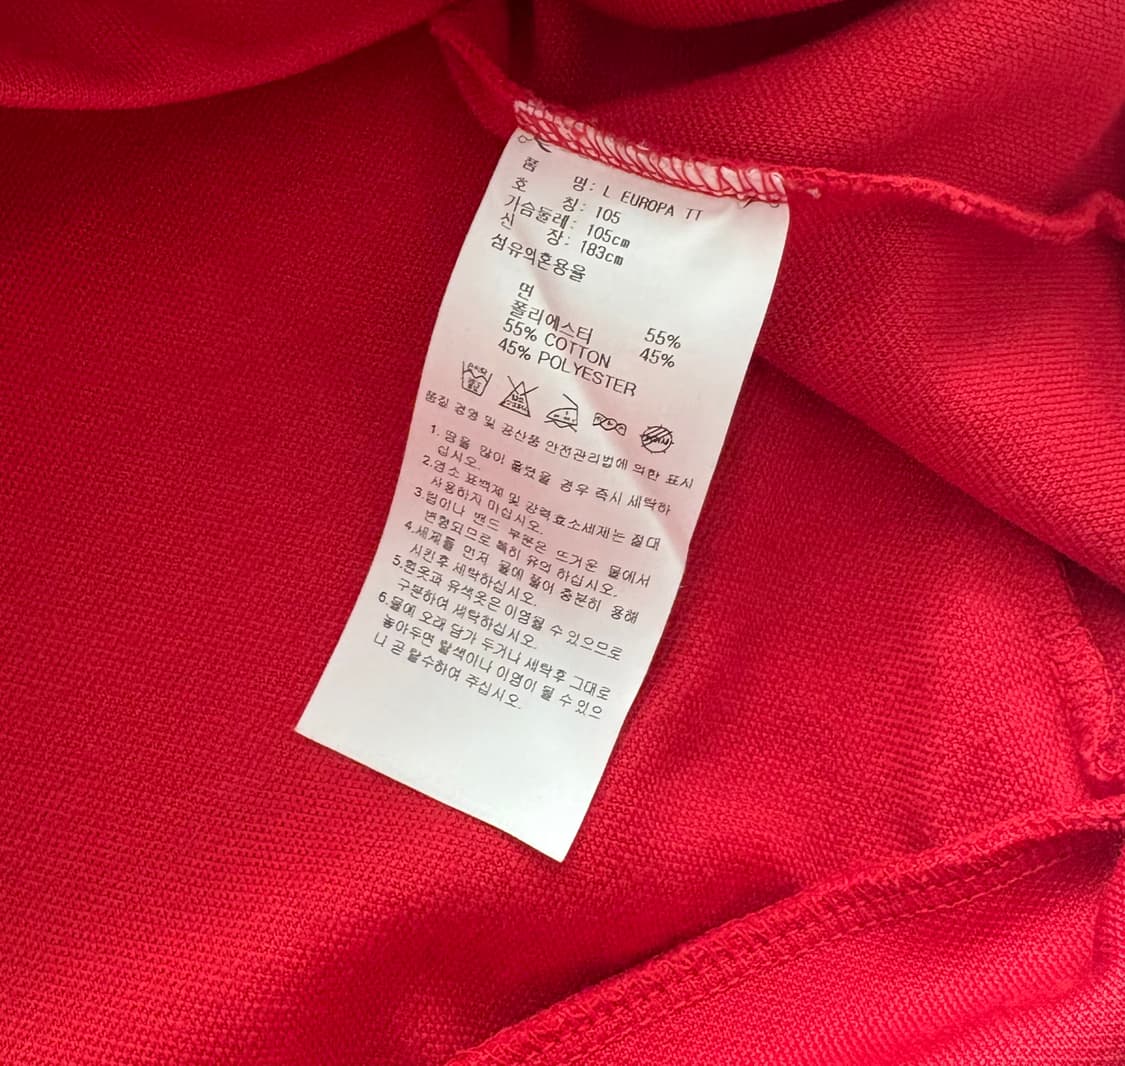 품 명: L EUROPA TT
호 칭: 105
가슴둘레: 105cm
신 장: 183cm
섬유의혼용율
면 55%
폴리에스터 45%
55% COTTON
45% POLYESTER
품질 경영 및 공산품 안전관리법에 의한 표시
1. 땀을 많이 흘렸을 경우 즉시 세탁하
십시오.
2.염소 표백제 및 강력효소세제는 절대
사용하지 마십시오.
3.립이나 밴드 부분은 뜨거운 물에서
변형되므로 특히 유의 하십시오.
4.세제를 먼저 물에 풀어 충분히 용해
시킨후 세탁하십시오.
5.흰옷과 유색옷은 이염될 수 있으므로
구분하여 세탁하십시오.
6.물에 오래 담가 두거나 세탁후 그대로
놓아두면 탈색이나 이염이 될 수 있으
니 곧 탈수하여 주십시오.